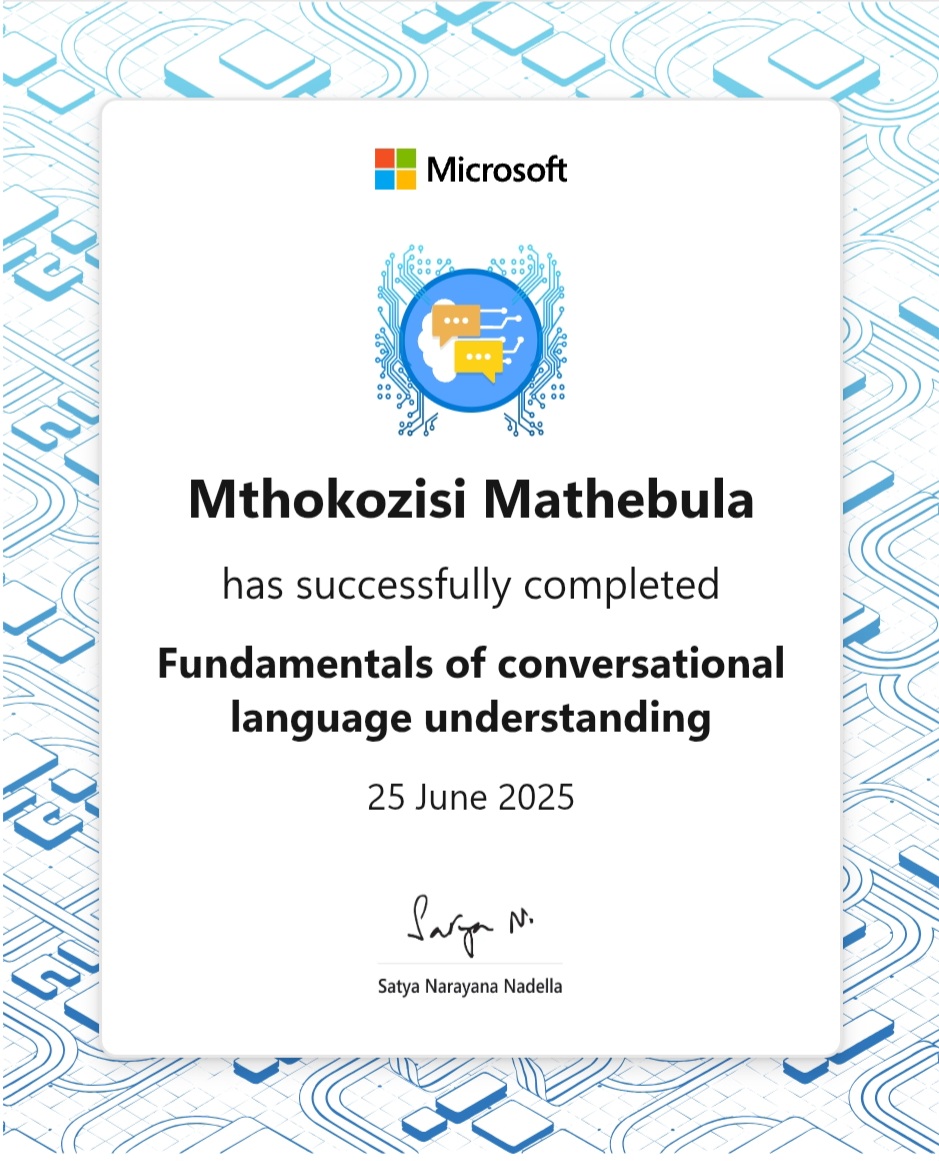 Microsoft
Mthokozisi Mathebula
has successfully completed
Fundamentals of conversational
language understanding
25 June 2025
Satya N.
Satya Narayana Nadella